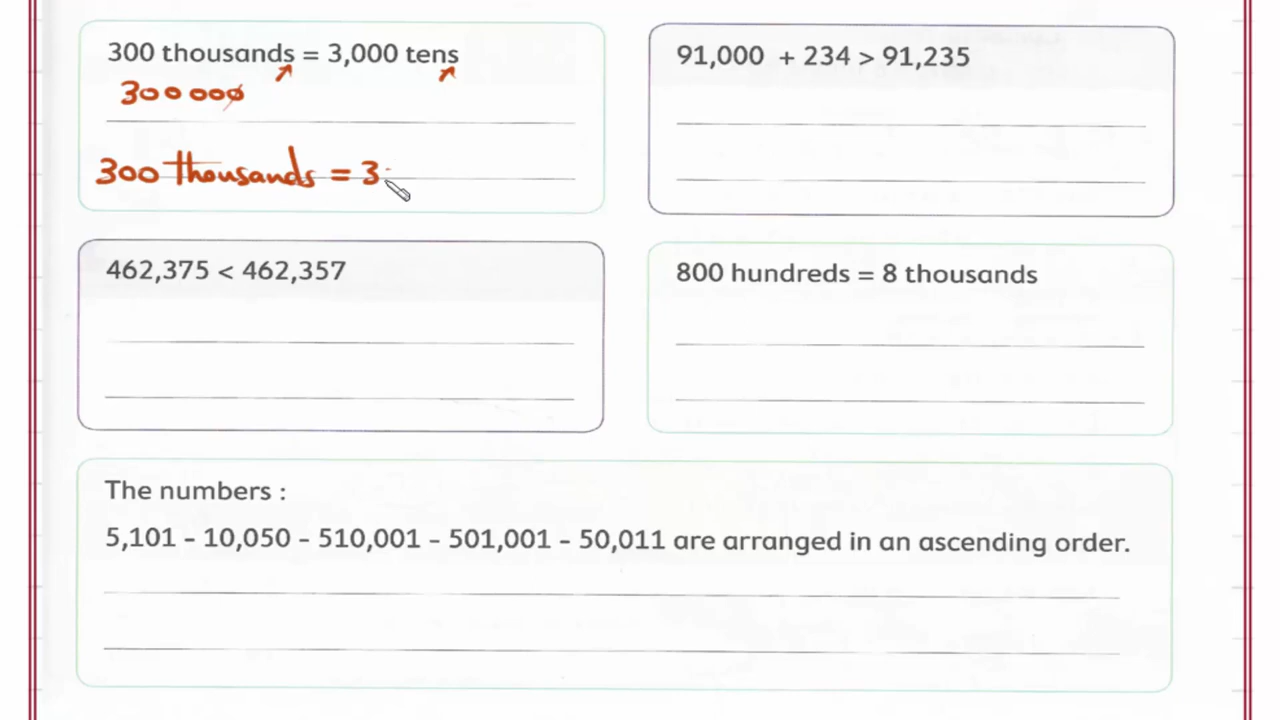 300 thousands = 3,000 tens
300000
300 thousands = 3
91,000 + 234 > 91,235
462,375 < 462,357
800 hundreds = 8 thousands
The numbers :
5,101 - 10,050 - 510,001 - 501,001 - 50,011 are arranged in an ascending order.